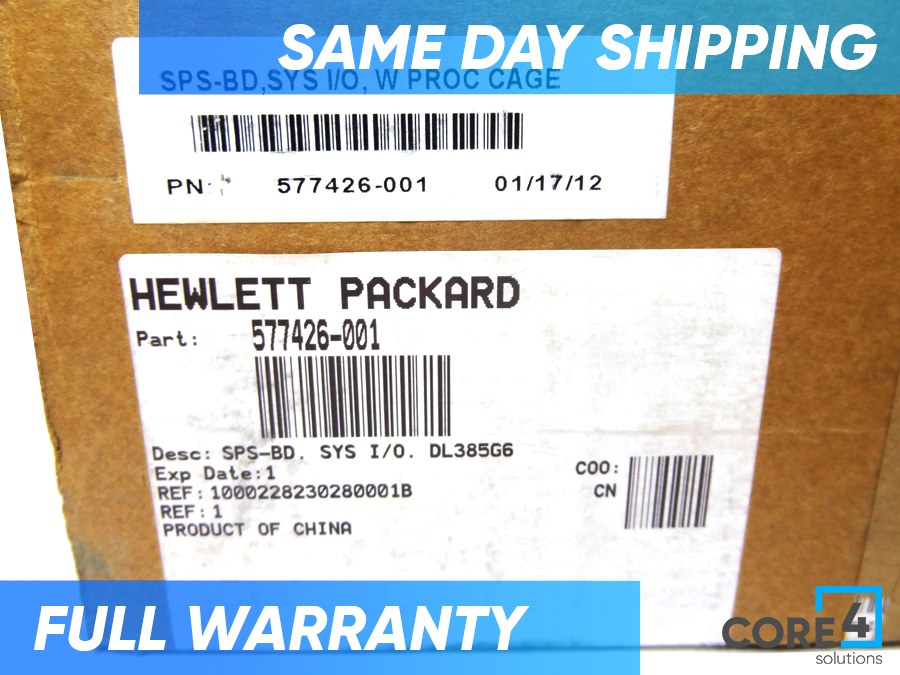 SAME DAY SHIPPING
SPS-BD,SYS I/O, W PROC CAGE
PN: 577426-001 01/17/12
HEWLETT PACKARD
Part: 577426-001
Desc: SPS-BD. SYS I/O. DL385G6
Exp Date:1
REF:1000228230280001B
REF:1
PRODUCT OF CHINA
COO:
CN
FULL WARRANTY
CORE 4
solutions